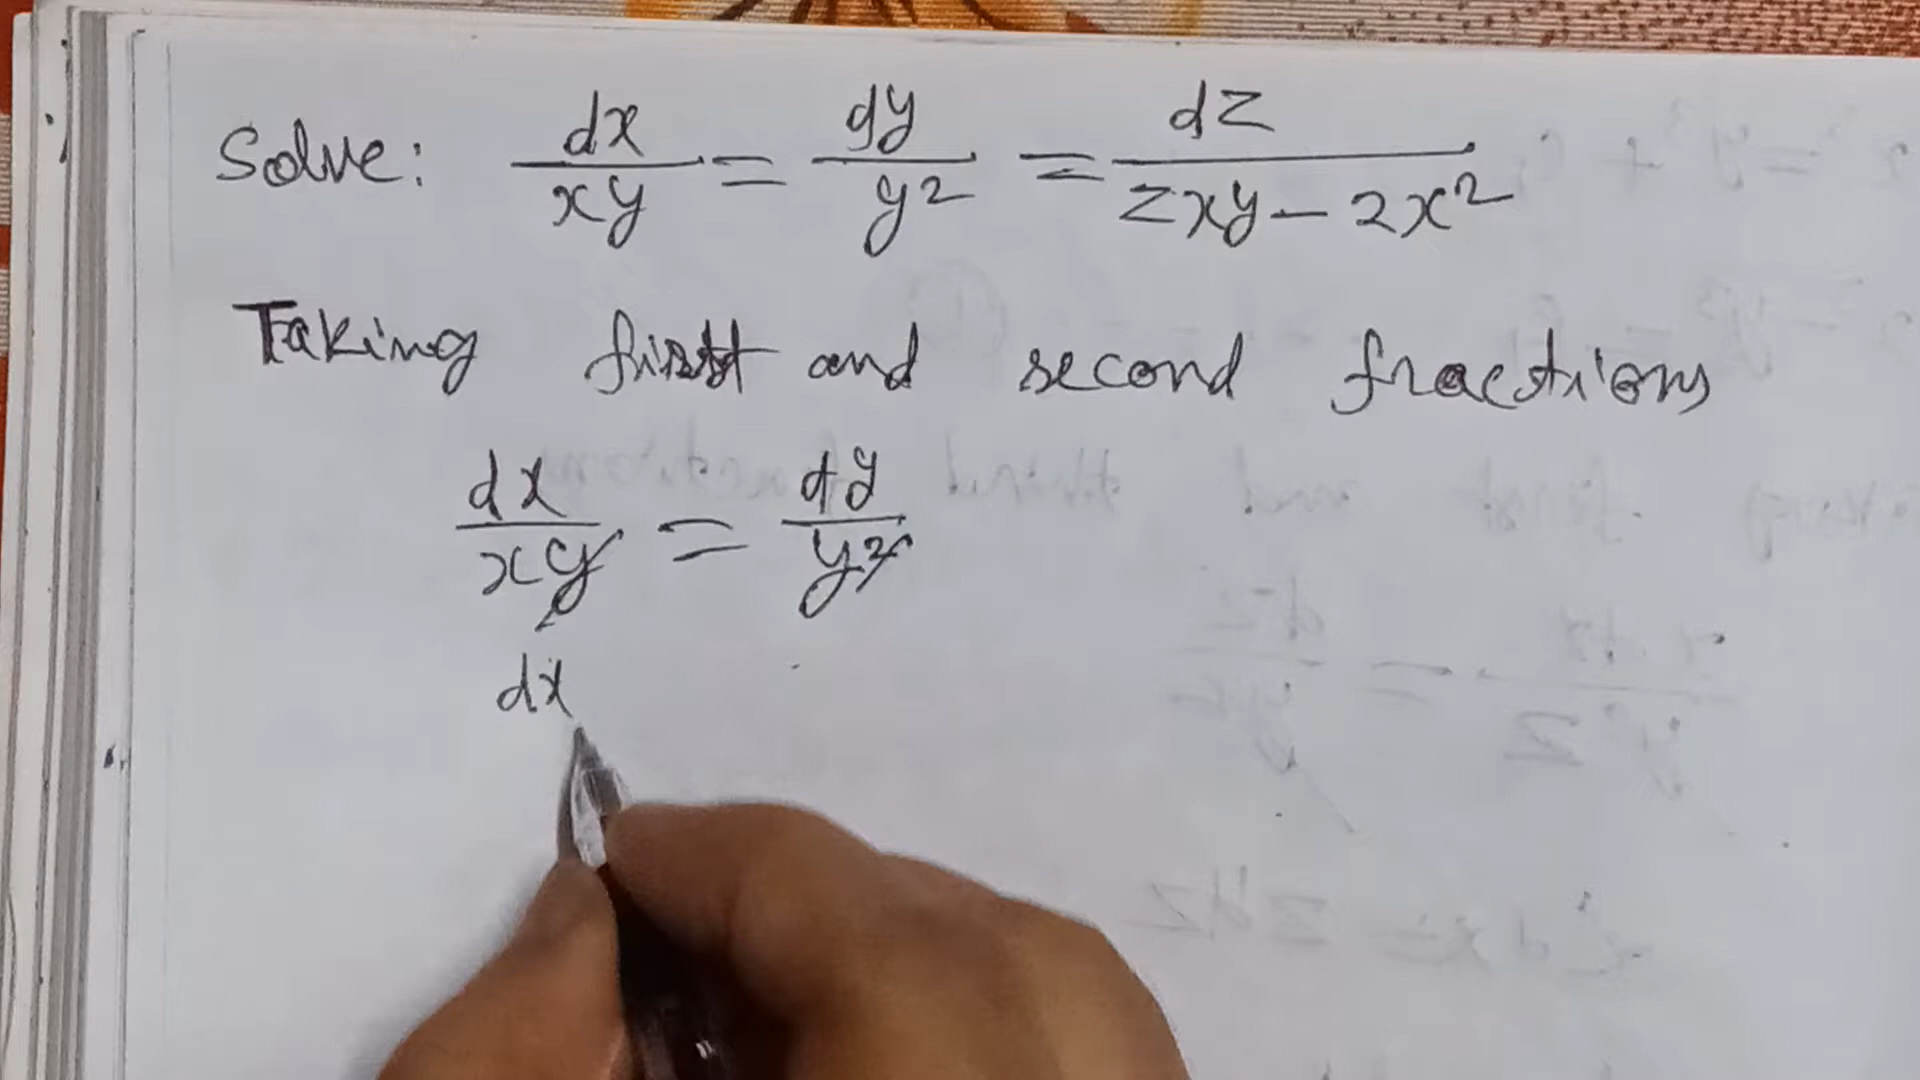 Solve: dx/xy = dy/y² = dz/zxy - 2x²
Taking first and second fractions
dx/xy = dy/y²
dx